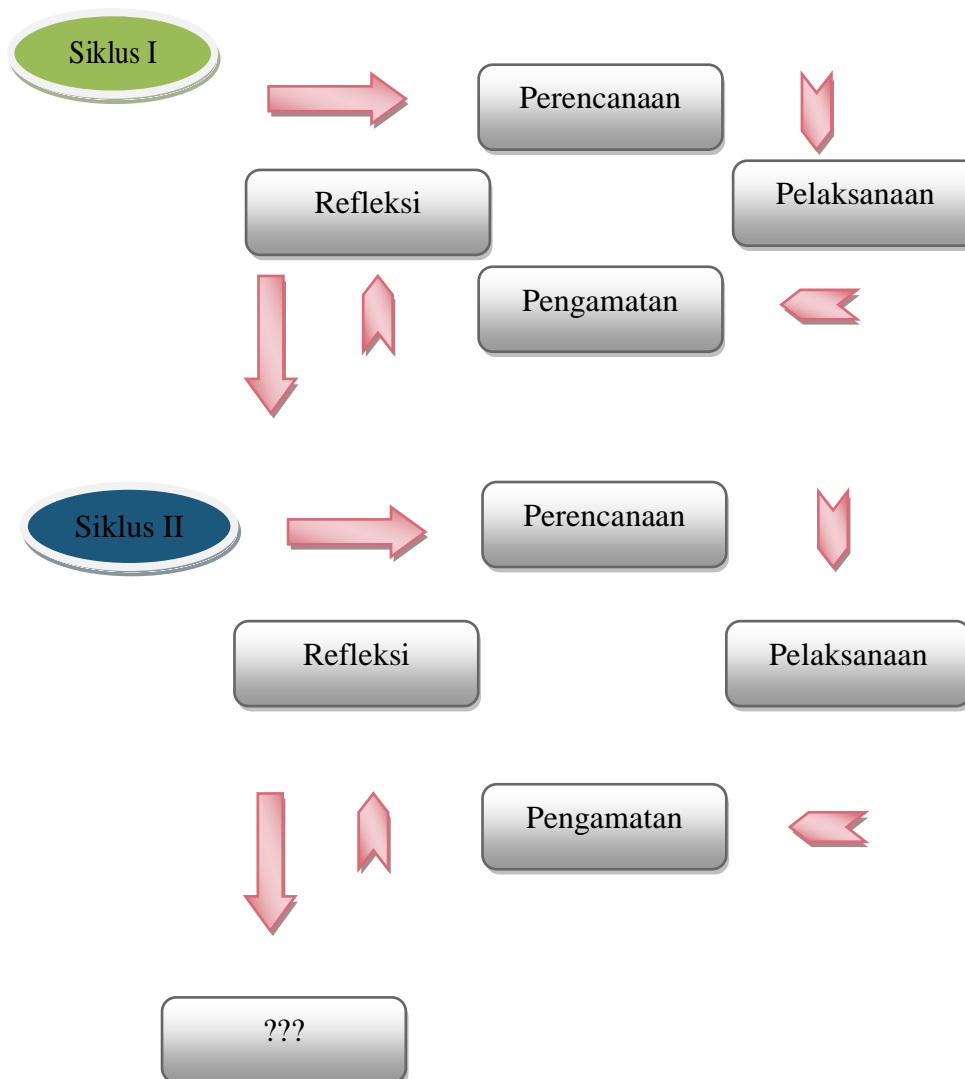 Siklus I
Perencanaan
Refleksi
Pelaksanaan
Pengamatan
Siklus II
Perencanaan
Refleksi
Pelaksanaan
Pengamatan
???